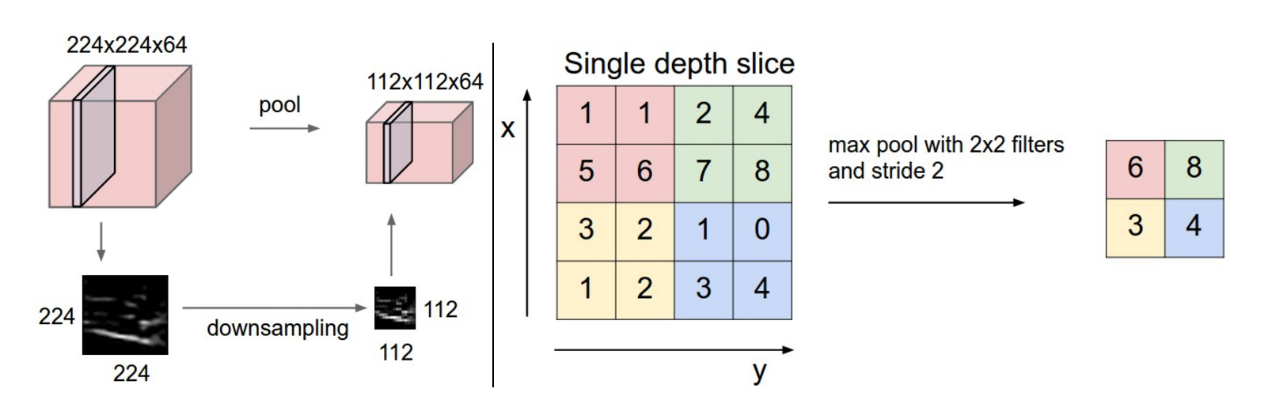 224x224x64
pool
112x112x64
224
downsampling
112
112
224
Single depth slice
x
1 1 2 4
5 6 7 8
3 2 1 0
1 2 3 4
y
max pool with 2x2 filters
and stride 2
6 8
3 4